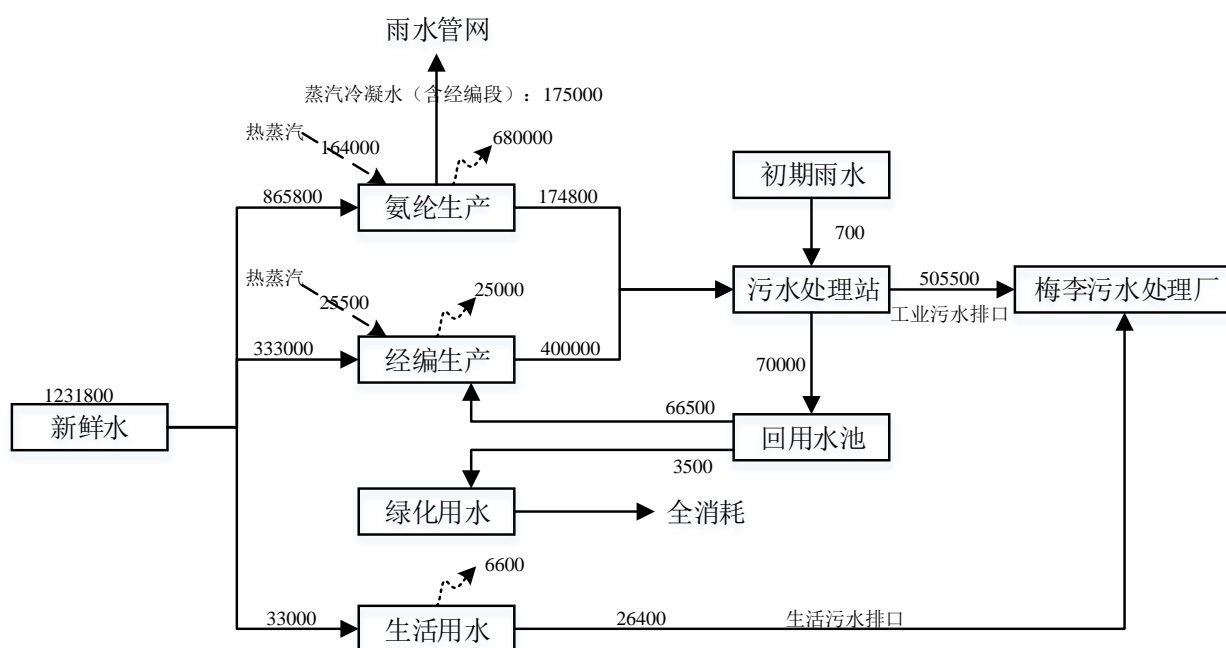 雨水管网
蒸汽冷凝水（含经编段）：175000
热蒸汽
164000
680000
初期雨水
865800
氨纶生产
174800
700
热蒸汽
25500
25000
污水处理站
505500
工业污水排口
梅李污水处理厂
333000
经编生产
400000
70000
1231800
新鲜水
66500
回用水池
3500
绿化用水
全消耗
6600
33000
生活用水
26400
生活污水排口